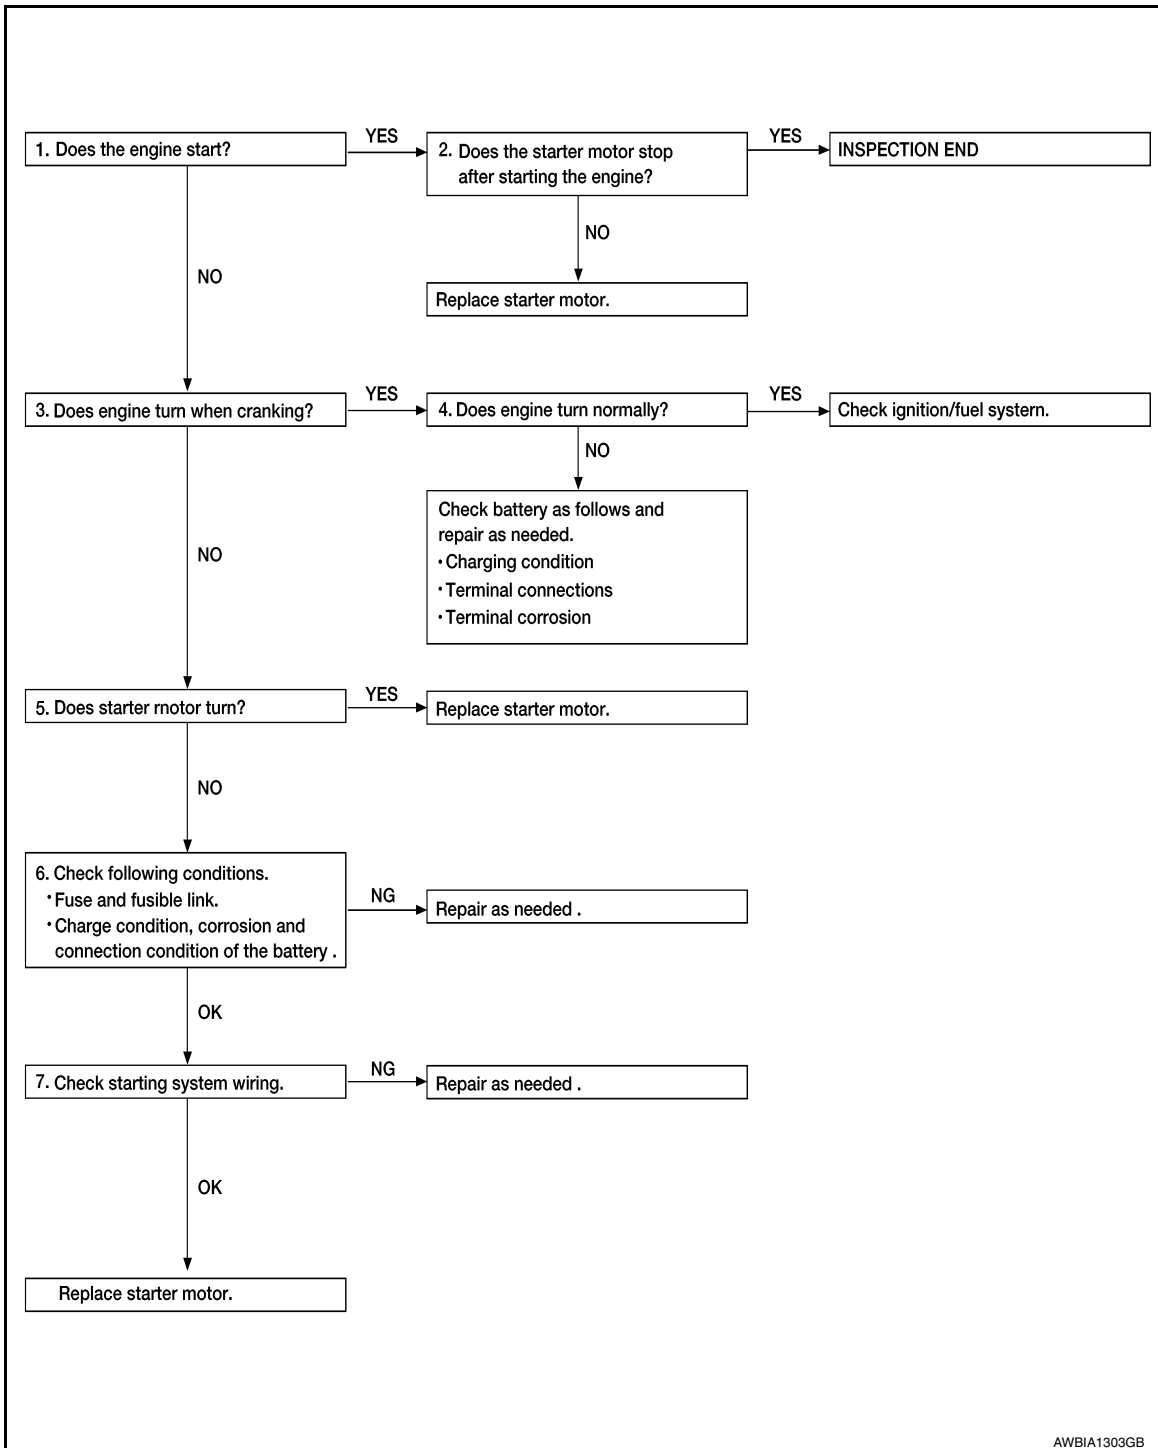 1. Does the engine start?
YES
2. Does the starter motor stop
after starting the engine?
YES
INSPECTION END
NO
Replace starter motor.
NO
3. Does engine turn when cranking?
YES
4. Does engine turn normally?
YES
Check ignition/fuel systern.
NO
Check battery as follows and
repair as needed.
• Charging condition
• Terminal connections
• Terminal corrosion
NO
5. Does starter rnotor turn?
YES
Replace starter motor.
NO
6. Check following conditions.
• Fuse and fusible link.
• Charge condition, corrosion and
connection condition of the battery .
NG
Repair as needed .
OK
7. Check starting system wiring.
NG
Repair as needed .
OK
Replace starter motor.
AWBIA1303GB